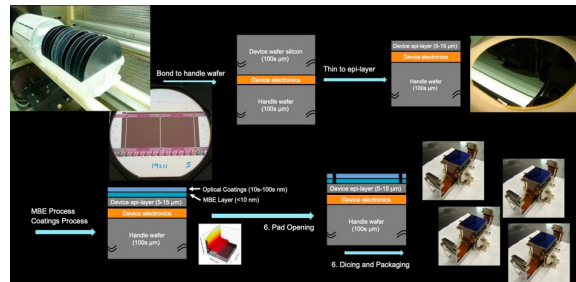 Bond to handle wafer
Device wafer silicon
(100s μm)
Device electronics
Handle wafer
(100s μm)
Thin to epi-layer
Device epi-layer (5-15 μm)
Device electronics
Handle wafer
(100s μm)
MBE Process
Coatings Process
Optical Coatings (10s-100s nm)
MBE Layer (<10 nm)
Device epi-layer (5-15 μm)
Device electronics
Handle wafer
(100s μm)
6. Pad Opening
Device epi-layer (5-15 μm)
Device electronics
Handle wafer
(100s μm)
6. Dicing and Packaging